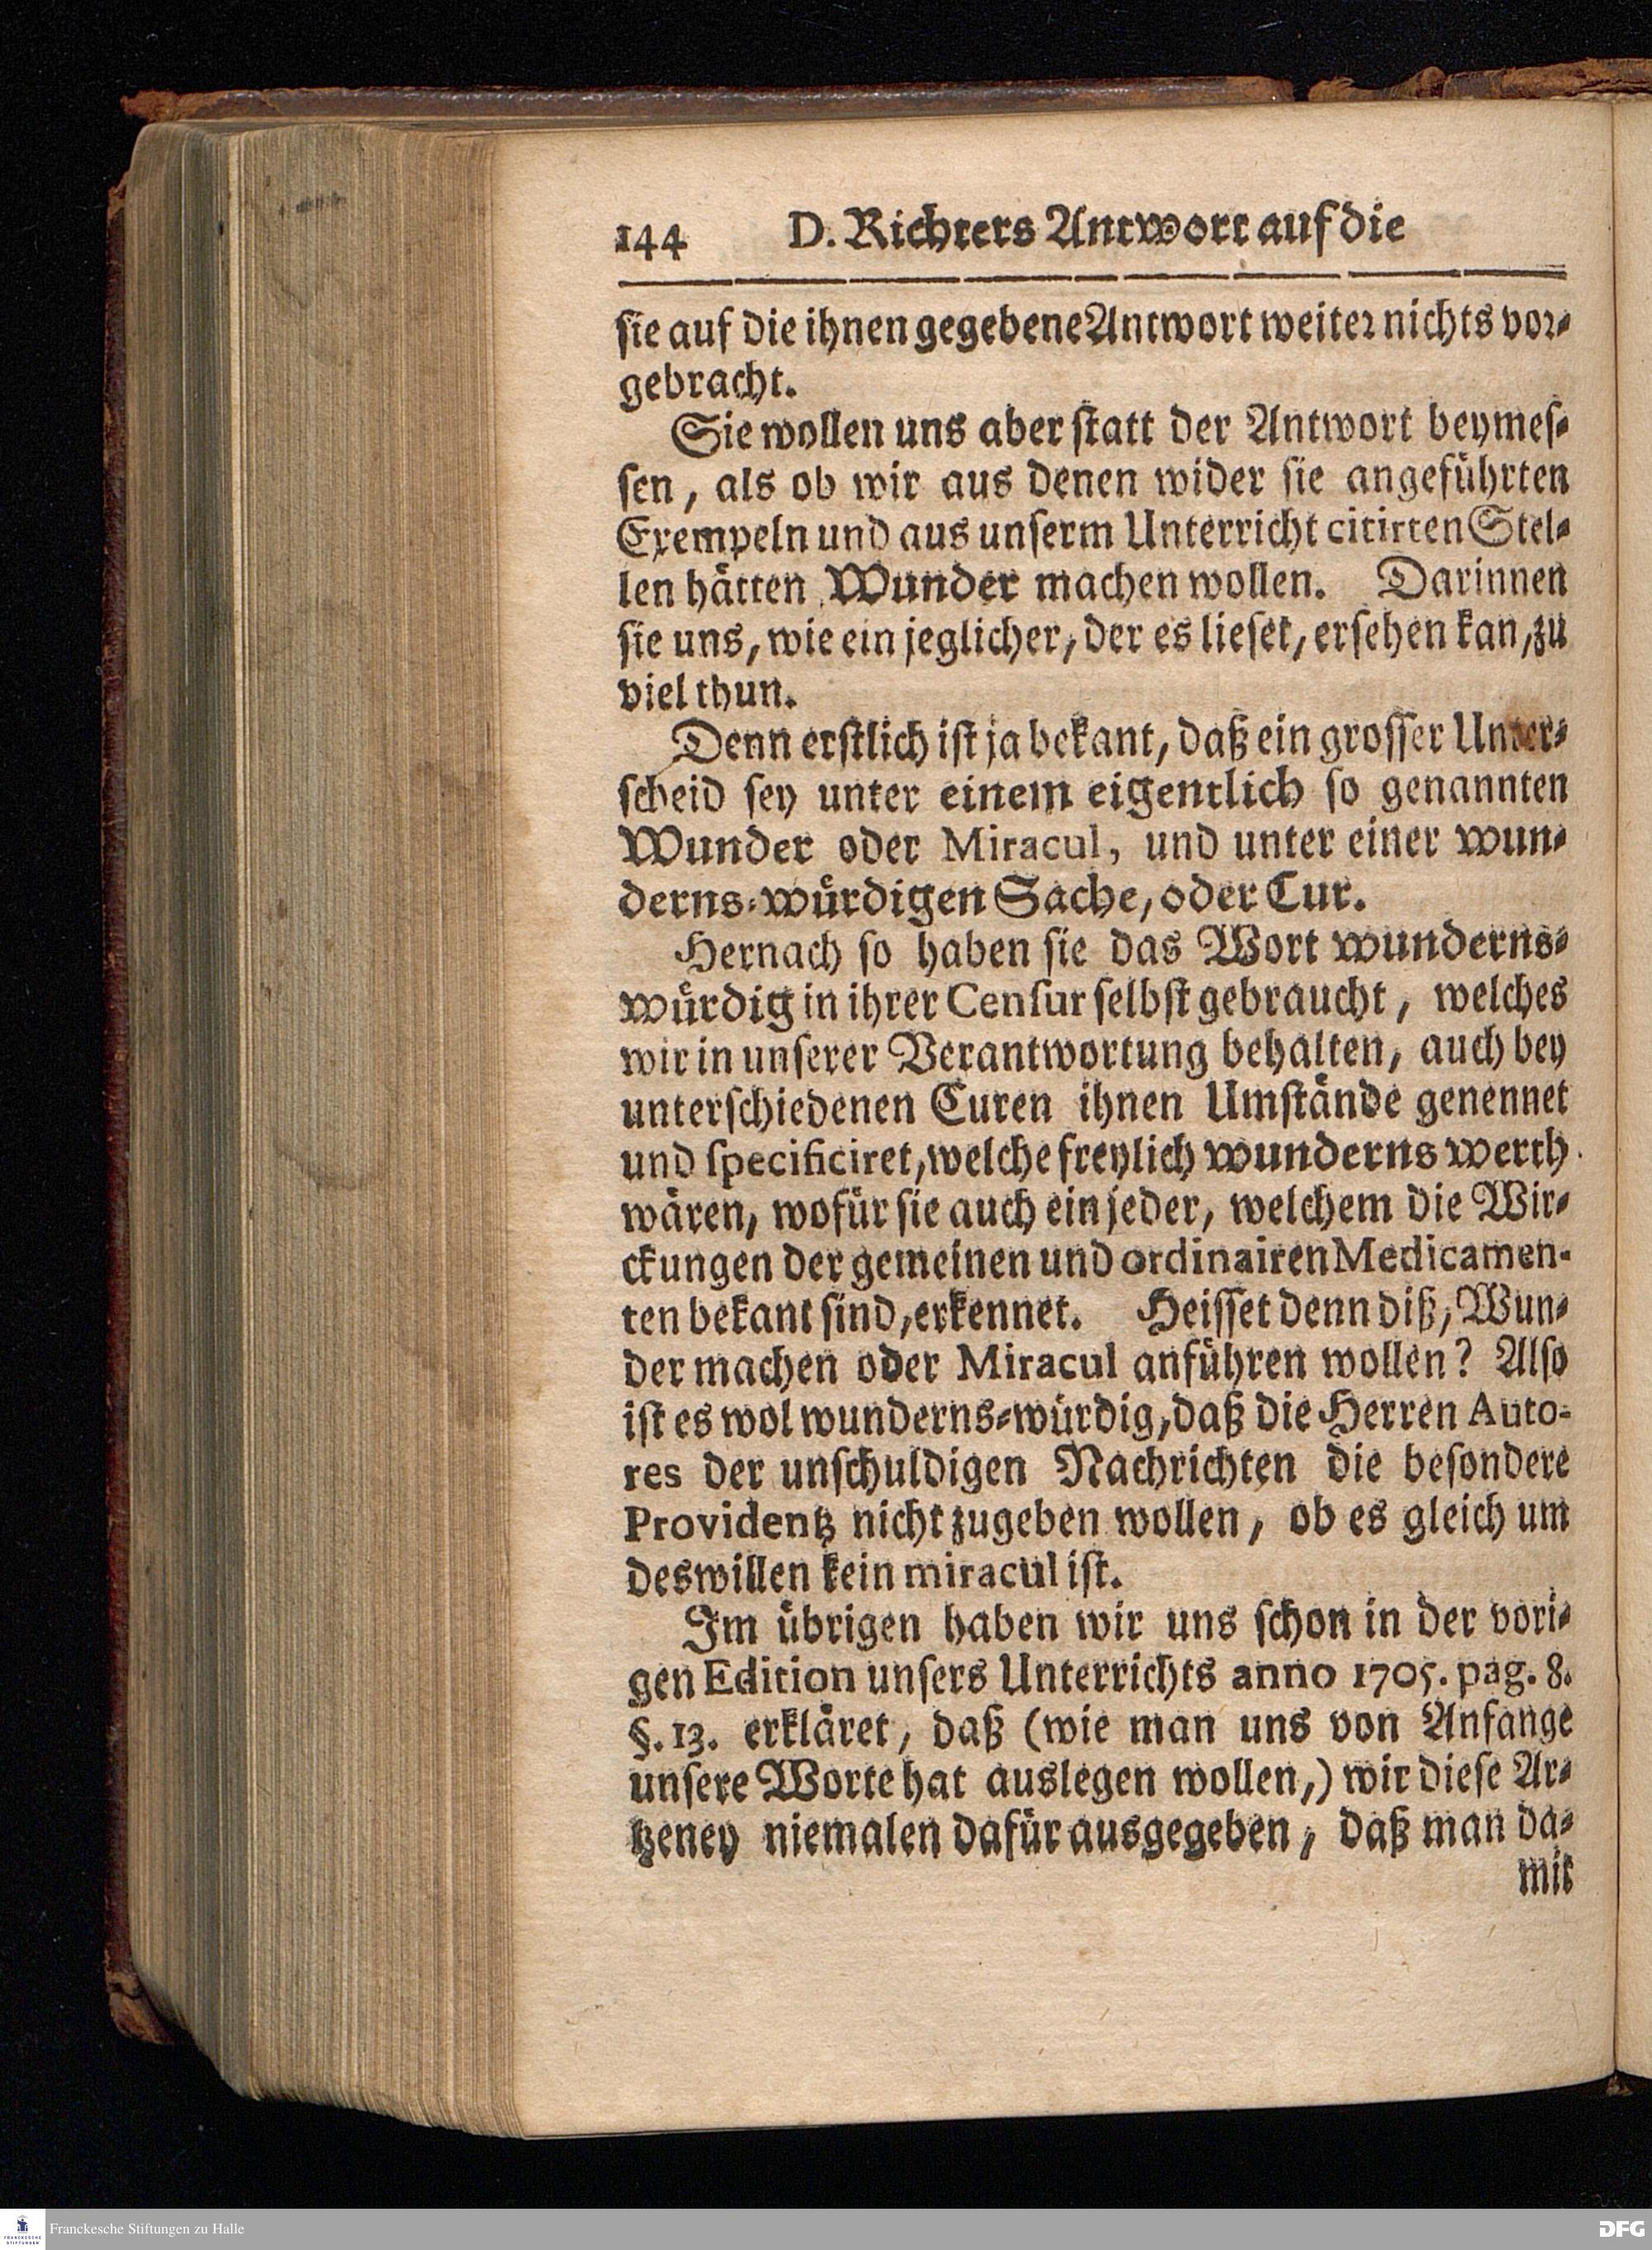 144 D. Richters Antwort auf die
sie auf die ihnen gegebene Antwort weiter nichts vor-
gebracht.
Sie wollen uns aber statt der Antwort beymes-
sen, als ob wir aus denen wider sie angeführten
Exempeln und aus unserm Unterricht citirten Stel-
len hätten Wunder machen wollen. Darinnen
sie uns, wie ein jeglicher, der es lieset, ersehen kan, zu
viel thun.
Denn erstlich ist ja bekant, daß ein grosser Unter-
scheid sey unter einem eigentlich so genannten
Wunder oder Miracul, und unter einer wun-
derns-würdigen Sache, oder Cur.
Hernach so haben sie das Wort wunderns-
würdig in ihrer Censur selbst gebraucht, welches
wir in unserer Verantwortung behalten, auch bey
unterschiedenen Curen ihnen Umstände genennet
und specificiret, welche freylich wunderns werth
wären, wofür sie auch ein jeder, welchem die Wir-
ckungen der gemeinen und ordinairen Medicamen-
ten bekant sind, erkennet. Heisset denn diß, Wun-
der machen oder Miracul anführen wollen? Also
ist es wol wunderns-würdig, daß die Herren Auto-
res der unschuldigen Nachrichten die besondere
Providentz nicht zugeben wollen, ob es gleich um
deswillen kein miracul ist.
Im übrigen haben wir uns schon in der vori-
gen Edition unsers Unterrichts anno 1705. pag. 8.
§. 13. erkläret, daß (wie man uns von Anfange
unsere Worte hat auslegen wollen,) wir diese Ar-
tzeney niemalen dafür ausgegeben, daß man da-
mit
FRANCKESCHE
STIFTUNGEN
Franckesche Stiftungen zu Halle
DFG